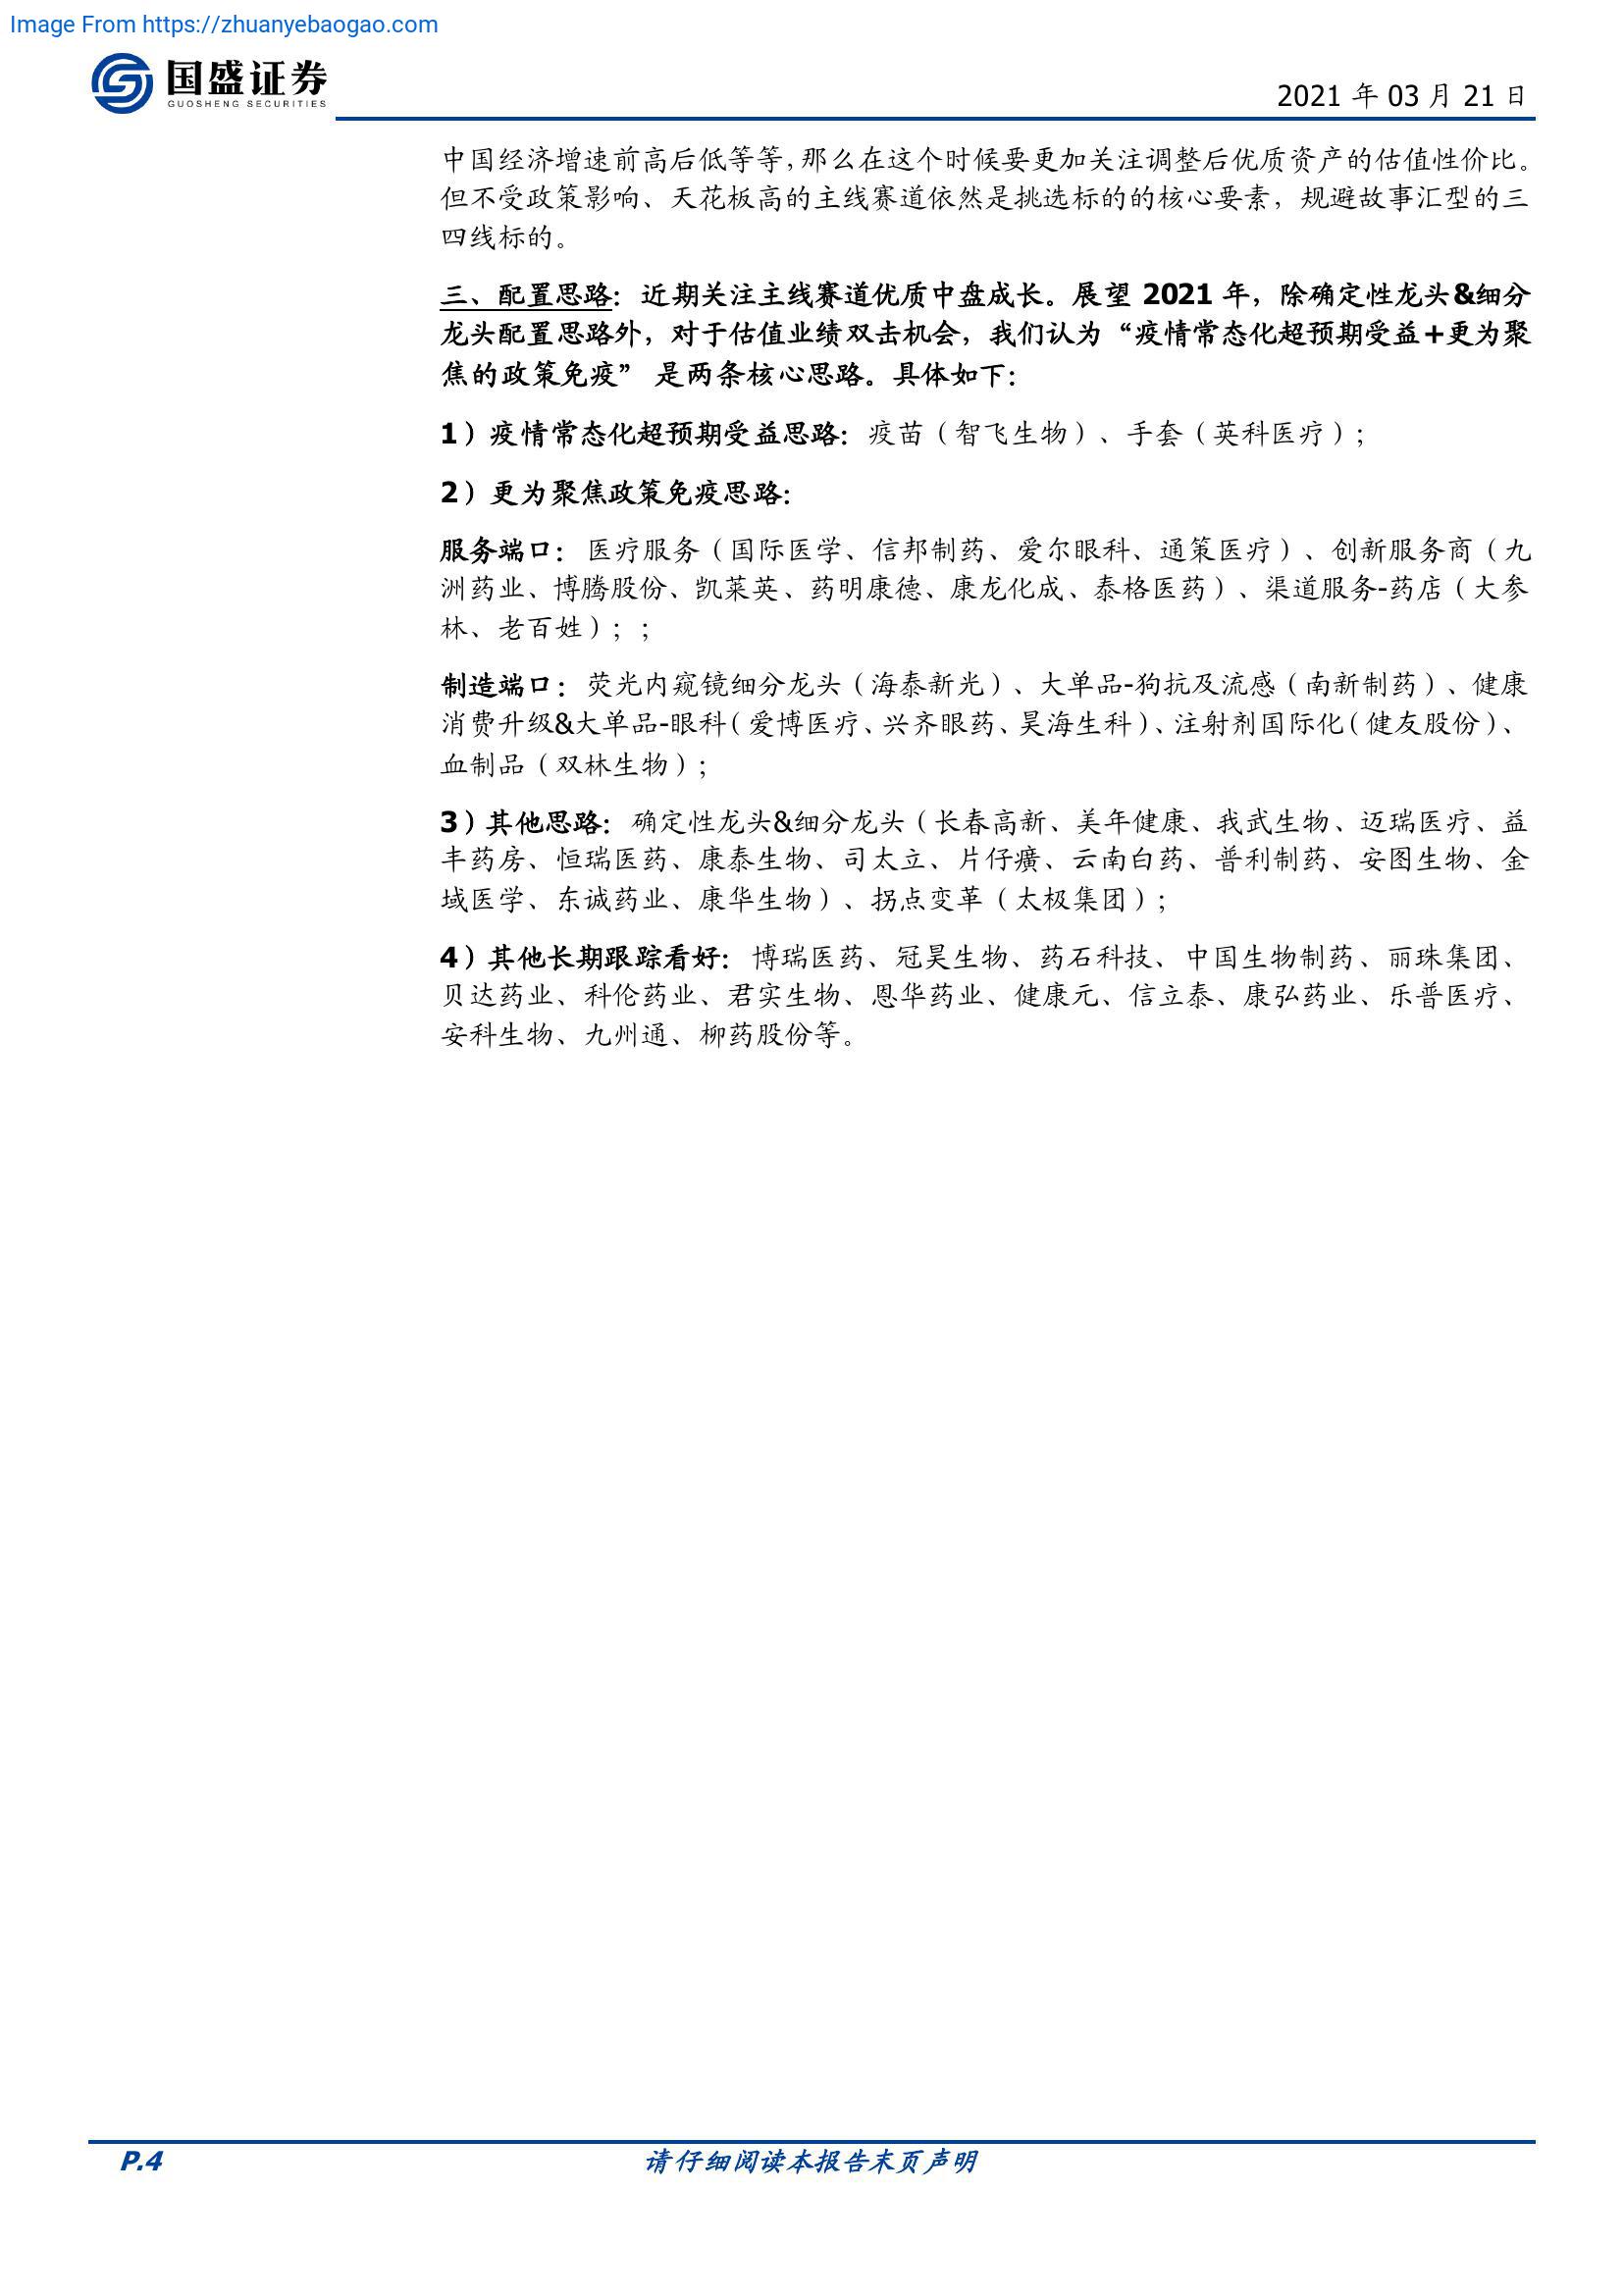 Image From https://zhuanyebaogao.com
国盛证券
GUOSHENG SECURITIES
2021 年 03 月 21 日
中国经济增速前高后低等等，那么在这个时候要更加关注调整后优质资产的估值性价比。
但不受政策影响、天花板高的主线赛道依然是挑选标的的核心要素，规避故事汇型的三
四线标的。
三、配置思路：近期关注主线赛道优质中盘成长。展望 2021 年，除确定性龙头&细分
龙头配置思路外，对于估值业绩双击机会，我们认为“疫情常态化超预期受益＋更为聚
焦的政策免疫” 是两条核心思路。具体如下：
1）疫情常态化超预期受益思路：疫苗（智飞生物）、手套（英科医疗）；
2）更为聚焦政策免疫思路：
服务端口： 医疗服务（国际医学、信邦制药、爱尔眼科、通策医疗）、创新服务商（九
洲药业、博腾股份、凯莱英、药明康德、康龙化成、泰格医药）、渠道服务-药店（大参
林、老百姓）；；
制造端口：荧光内窥镜细分龙头（海泰新光）、大单品-狗抗及流感（南新制药）、健康
消费升级&大单品-眼科（爱博医疗、兴齐眼药、昊海生科）、注射剂国际化（健友股份）、
血制品（双林生物）；
3）其他思路：确定性龙头&细分龙头（长春高新、美年健康、我武生物、迈瑞医疗、益
丰药房、恒瑞医药、康泰生物、司太立、片仔癀、云南白药、普利制药、安图生物、金
域医学、东诚药业、康华生物）、拐点变革（太极集团）；
4）其他长期跟踪看好：博瑞医药、冠昊生物、药石科技、中国生物制药、丽珠集团、
贝达药业、科伦药业、君实生物、恩华药业、健康元、信立泰、康弘药业、乐普医疗、
安科生物、九州通、柳药股份等。
P.4
请仔细阅读本报告末页声明